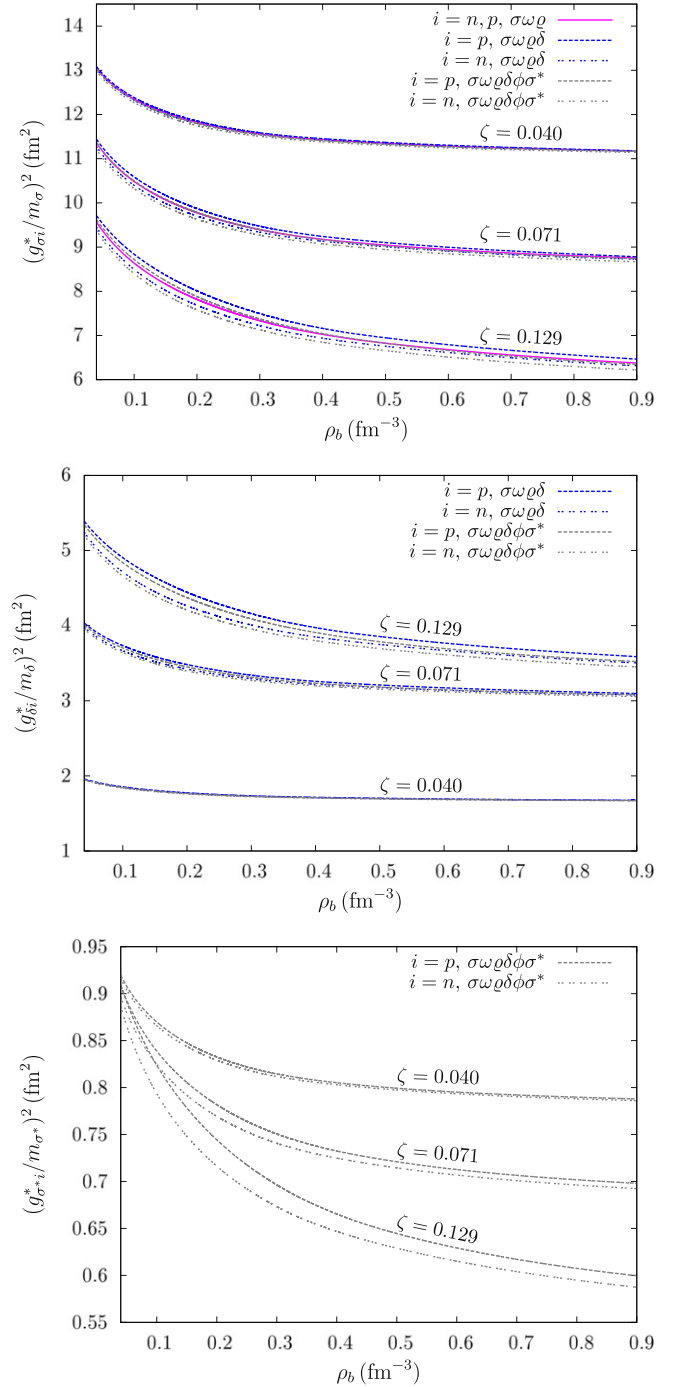 14
13
12
11
10
9
8
7
6
(g*σi/mσ)² (fm²)
i = n, p, σωϱ
i = p, σωϱδ
i = n, σωϱδ
i = p, σωϱδϕσ*
i = n, σωϱδϕσ*
ζ = 0.040
ζ = 0.071
ζ = 0.129
0.1 0.2 0.3 0.4 0.5 0.6 0.7 0.8 0.9
ρb (fm⁻³)
6
5
4
3
2
1
(g*δi/mδ)² (fm²)
i = p, σωϱδ
i = n, σωϱδ
i = p, σωϱδϕσ*
i = n, σωϱδϕσ*
ζ = 0.129
ζ = 0.071
ζ = 0.040
0.1 0.2 0.3 0.4 0.5 0.6 0.7 0.8 0.9
ρb (fm⁻³)
0.95
0.9
0.85
0.8
0.75
0.7
0.65
0.6
0.55
(g*σ*i/mσ*)² (fm²)
i = p, σωϱδϕσ*
i = n, σωϱδϕσ*
ζ = 0.040
ζ = 0.071
ζ = 0.129
0.1 0.2 0.3 0.4 0.5 0.6 0.7 0.8 0.9
ρb (fm⁻³)